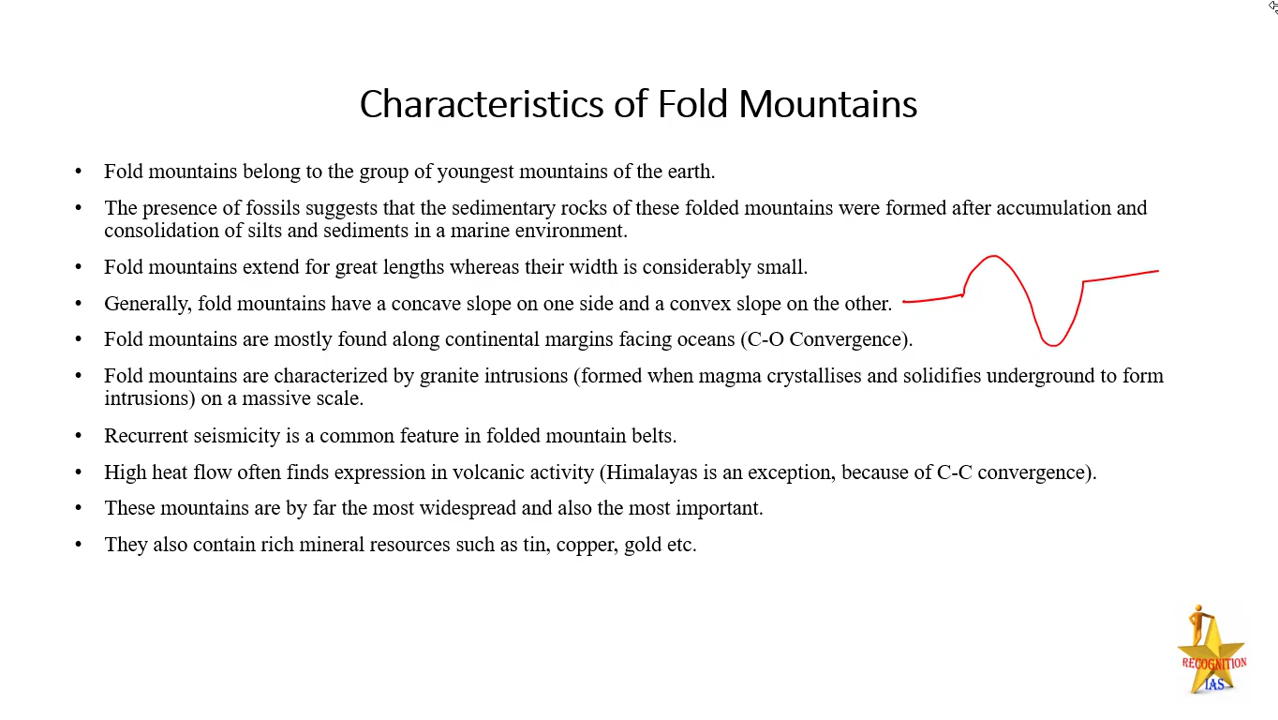 Characteristics of Fold Mountains
• Fold mountains belong to the group of youngest mountains of the earth.
• The presence of fossils suggests that the sedimentary rocks of these folded mountains were formed after accumulation and
consolidation of silts and sediments in a marine environment.
• Fold mountains extend for great lengths whereas their width is considerably small.
• Generally, fold mountains have a concave slope on one side and a convex slope on the other.
• Fold mountains are mostly found along continental margins facing oceans (C-O Convergence).
• Fold mountains are characterized by granite intrusions (formed when magma crystallises and solidifies underground to form
intrusions) on a massive scale.
• Recurrent seismicity is a common feature in folded mountain belts.
• High heat flow often finds expression in volcanic activity (Himalayas is an exception, because of C-C convergence).
• These mountains are by far the most widespread and also the most important.
• They also contain rich mineral resources such as tin, copper, gold etc.
RECOGNITION
IAS